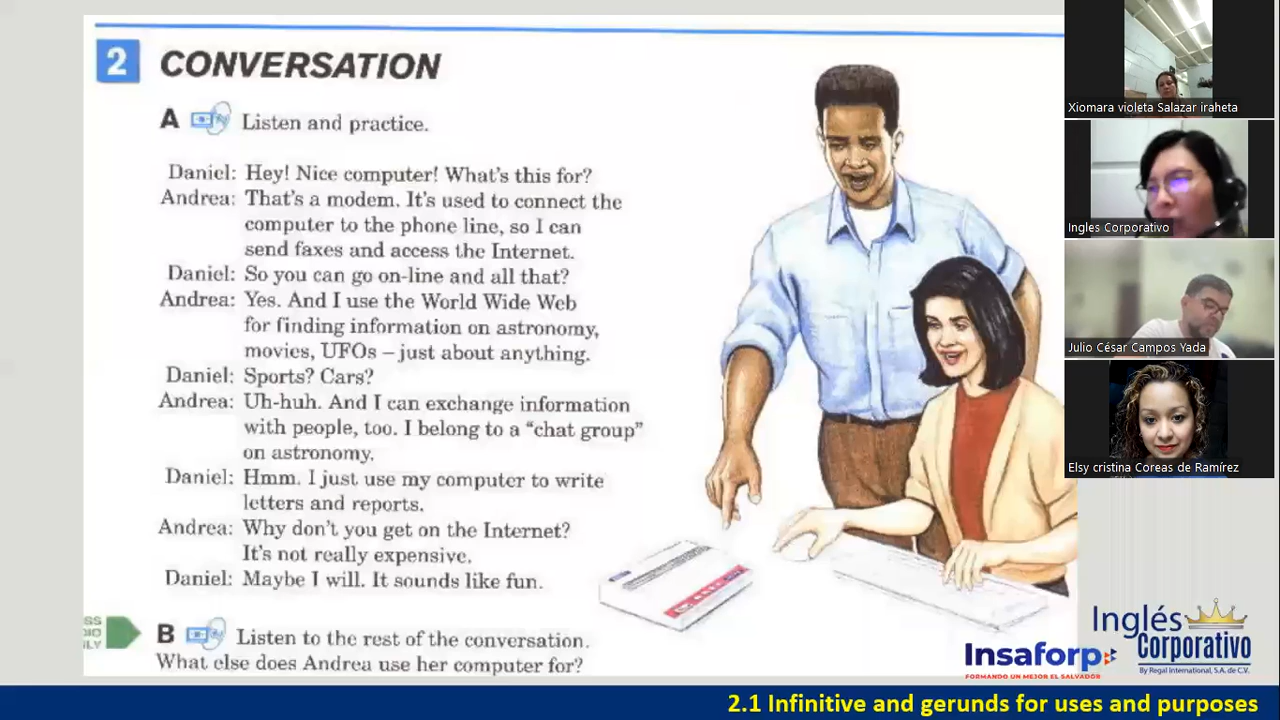 2 CONVERSATION
A Listen and practice.
Daniel: Hey! Nice computer! What's this for?
Andrea: That's a modem. It's used to connect the
computer to the phone line, so I can
send faxes and access the Internet.
Daniel: So you can go on-line and all that?
Andrea: Yes. And I use the World Wide Web
for finding information on astronomy,
movies, UFOs – just about anything.
Daniel: Sports? Cars?
Andrea: Uh-huh. And I can exchange information
with people, too. I belong to a “chat group”
on astronomy.
Daniel: Hmm. I just use my computer to write
letters and reports.
Andrea: Why don't you get on the Internet?
It's not really expensive.
Daniel: Maybe I will. It sounds like fun.
B Listen to the rest of the conversation.
What else does Andrea use her computer for?
Xiomara violeta Salazar iraheta
Ingles Corporativo
Julio César Campos Yada
Elsy cristina Coreas de Ramírez
Insaforp
FORMANDO UN MEJOR EL SALVADOR
Inglés
Corporativo
By Regal International, S.A. de C.V.
2.1 Infinitive and gerunds for uses and purposes